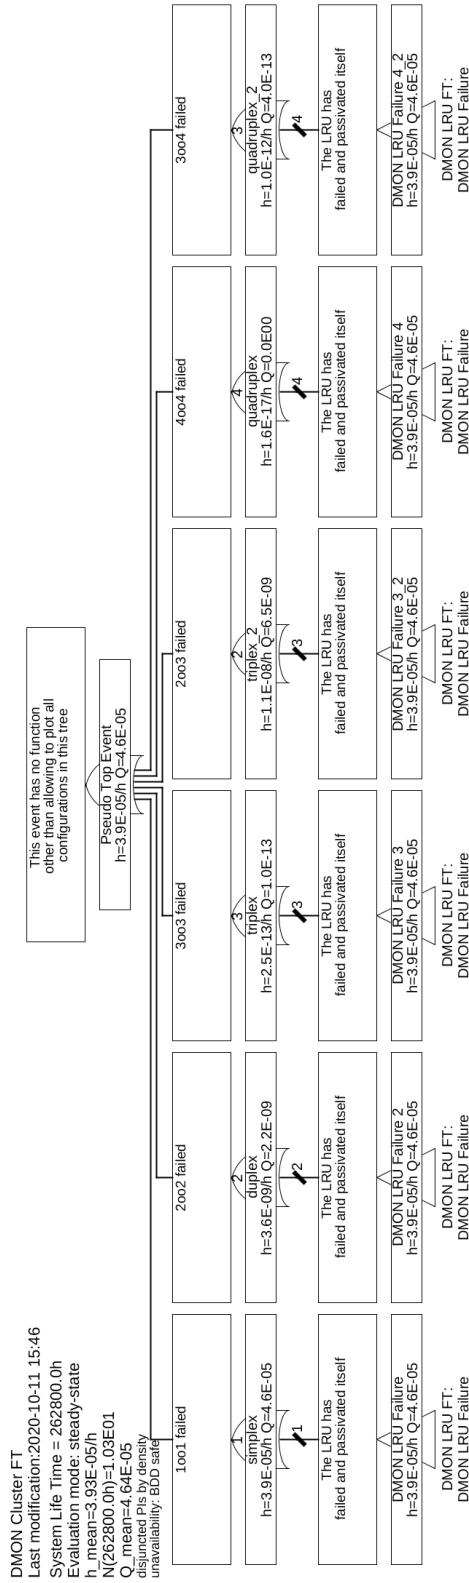 DMON Cluster FT
Last modification:2020-10-11 15:46
System Life Time = 262800.0h
Evaluation mode: steady-state
h_mean=3.93E-05/h
N(262800.0h)=1.03E01
Q_mean=4.64E-05
disjuncted PIs by density
unavailability: BDD safe
This event has no function
other than allowing to plot all
configurations in this tree
Pseudo Top Event
h=3.9E-05/h Q=4.6E-05
1oo1 failed
1
simplex
h=3.9E-05/h Q=4.6E-05
1
The LRU has
failed and passivated itself
DMON LRU Failure
h=3.9E-05/h Q=4.6E-05
DMON LRU FT:
DMON LRU Failure
2oo2 failed
2
duplex
h=3.6E-09/h Q=2.2E-09
2
The LRU has
failed and passivated itself
DMON LRU Failure 2
h=3.9E-05/h Q=4.6E-05
DMON LRU FT:
DMON LRU Failure
3oo3 failed
3
triplex
h=2.5E-13/h Q=1.0E-13
3
The LRU has
failed and passivated itself
DMON LRU Failure 3
h=3.9E-05/h Q=4.6E-05
DMON LRU FT:
DMON LRU Failure
2oo3 failed
2
triplex_2
h=1.1E-08/h Q=6.5E-09
3
The LRU has
failed and passivated itself
DMON LRU Failure 3_2
h=3.9E-05/h Q=4.6E-05
DMON LRU FT:
DMON LRU Failure
4oo4 failed
4
quadruplex
h=1.6E-17/h Q=0.0E00
4
The LRU has
failed and passivated itself
DMON LRU Failure 4
h=3.9E-05/h Q=4.6E-05
DMON LRU FT:
DMON LRU Failure
3oo4 failed
3
quadruplex_2
h=1.0E-12/h Q=4.0E-13
4
The LRU has
failed and passivated itself
DMON LRU Failure 4_2
h=3.9E-05/h Q=4.6E-05
DMON LRU FT:
DMON LRU Failure